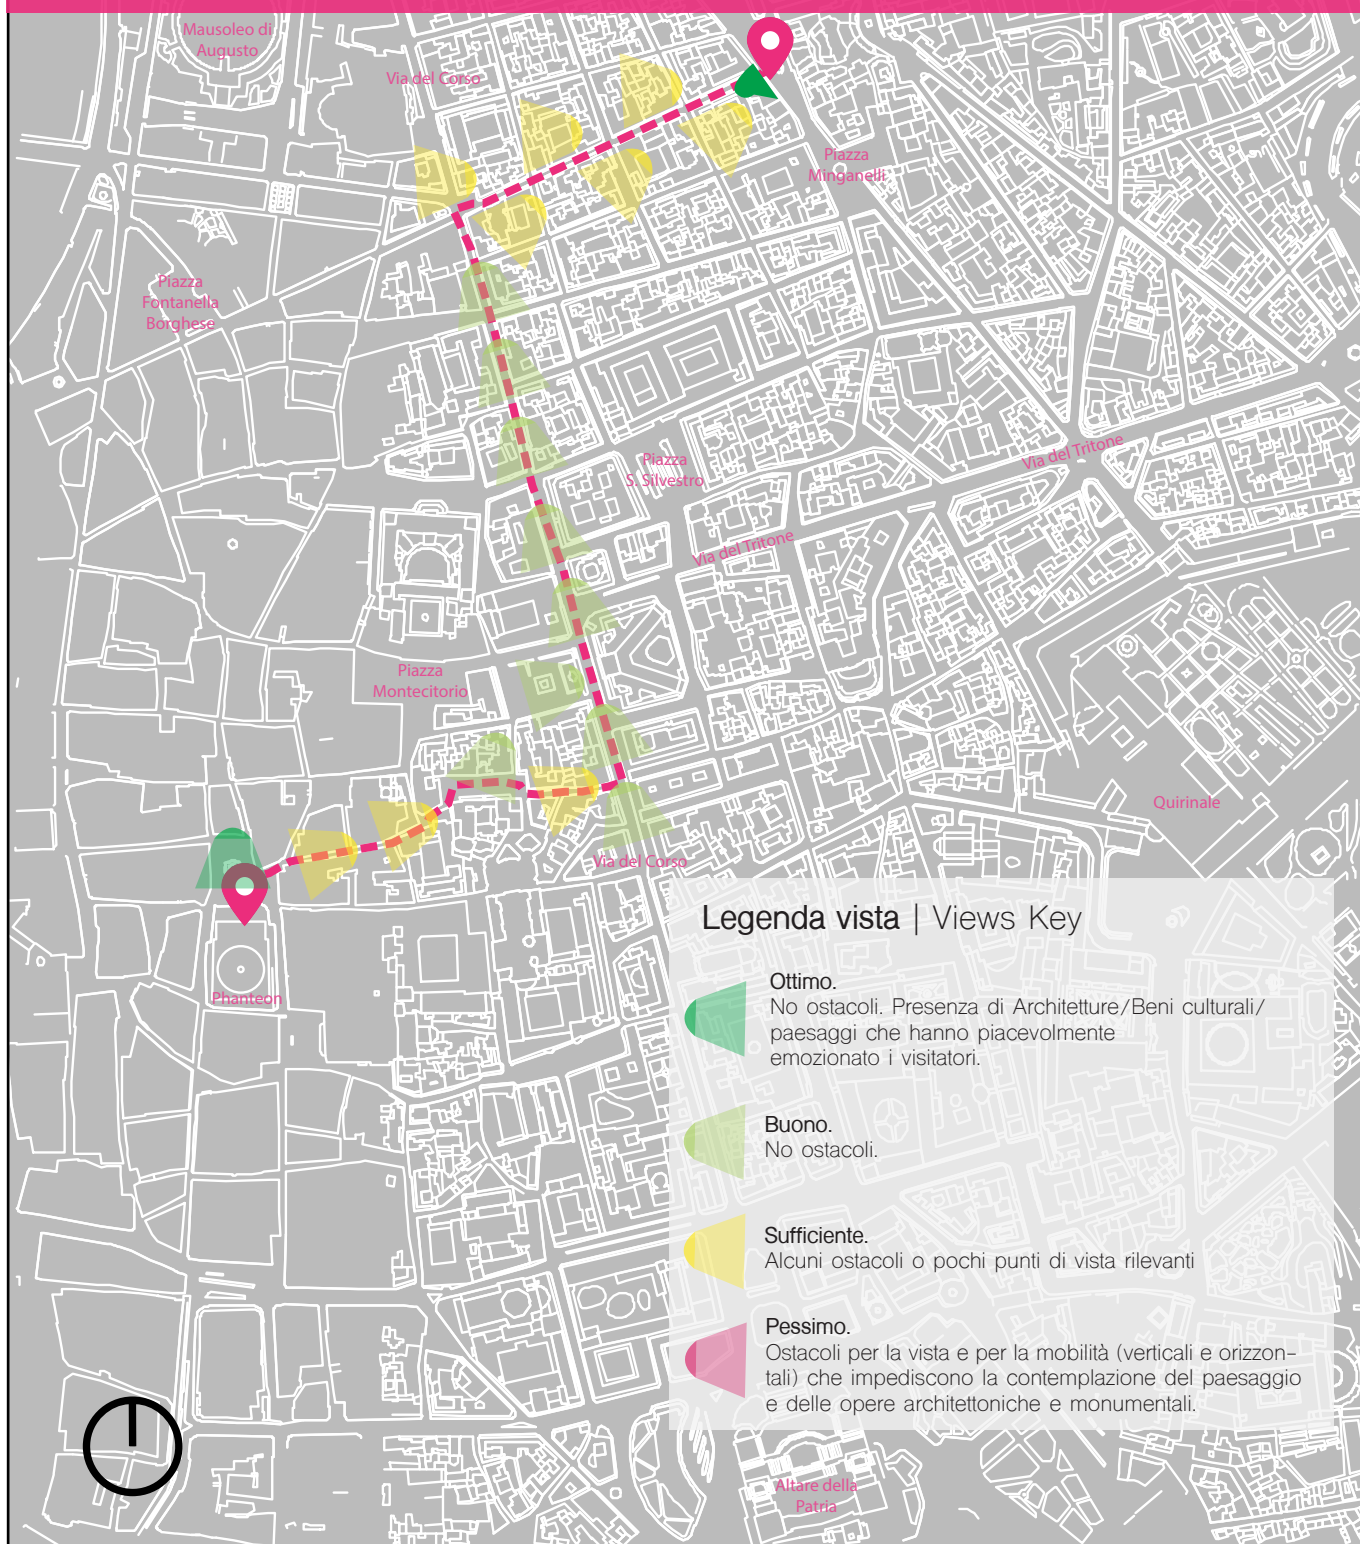 Mausoleo di
Augusto
Via del Corso
Piazza
Minganelli
Piazza
Fontanella
Borghese
Piazza
S. Silvestro
Via del Tritone
Via del Tritone
Piazza
Montecitorio
Quirinale
Via del Corso
Phanteon
Legenda vista | Views Key
Ottimo.
No ostacoli. Presenza di Architetture/Beni culturali/
paesaggi che hanno piacevolmente
emozionato i visitatori.
Buono.
No ostacoli.
Sufficiente.
Alcuni ostacoli o pochi punti di vista rilevanti
Pessimo.
Ostacoli per la vista e per la mobilità (verticali e orizzon-
tali) che impediscono la contemplazione del paesaggio
e delle opere architettoniche e monumentali.
Altare della
Patria